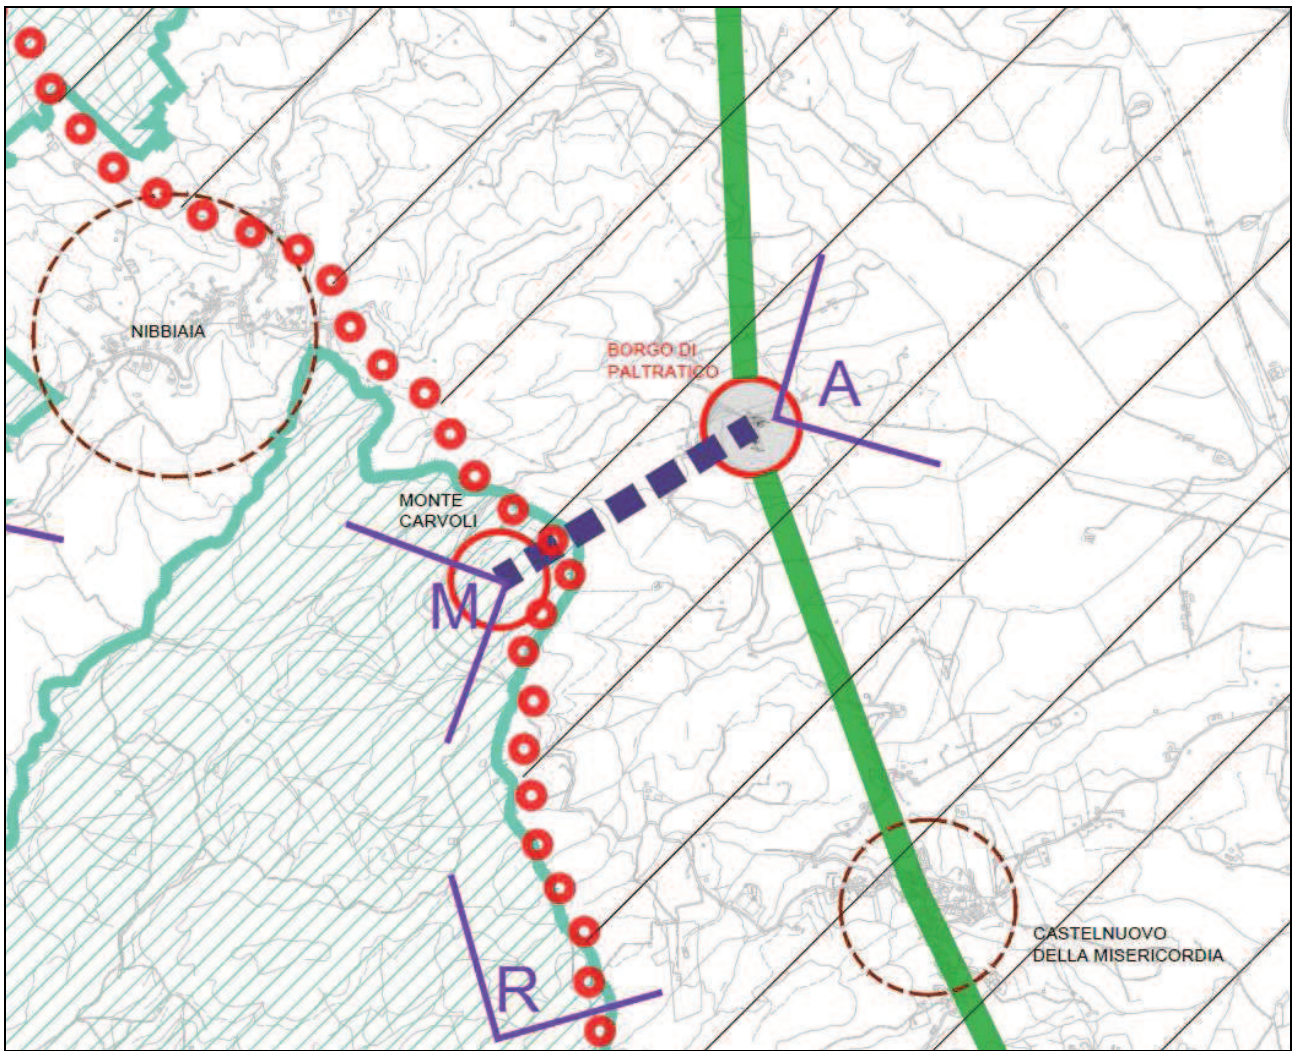 NIBBIAIA
BORGO DI
PALTRATICO
A
MONTE
CARVOLI
M
CASTELNUOVO
DELLA MISERICORDIA
R